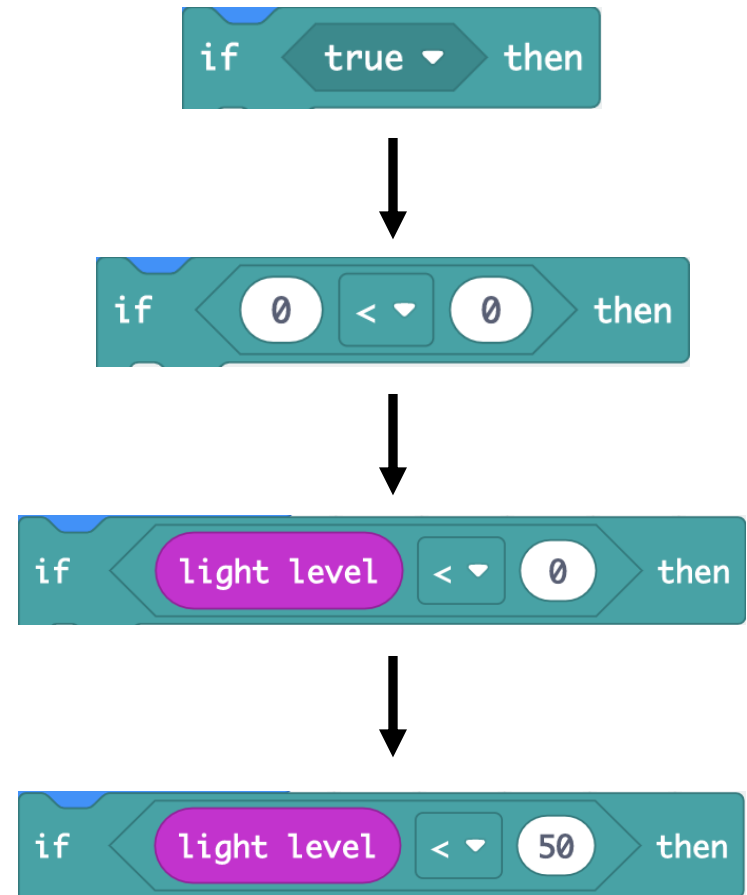 if true then
if 0 < 0 then
if light level < 0 then
if light level < 50 then